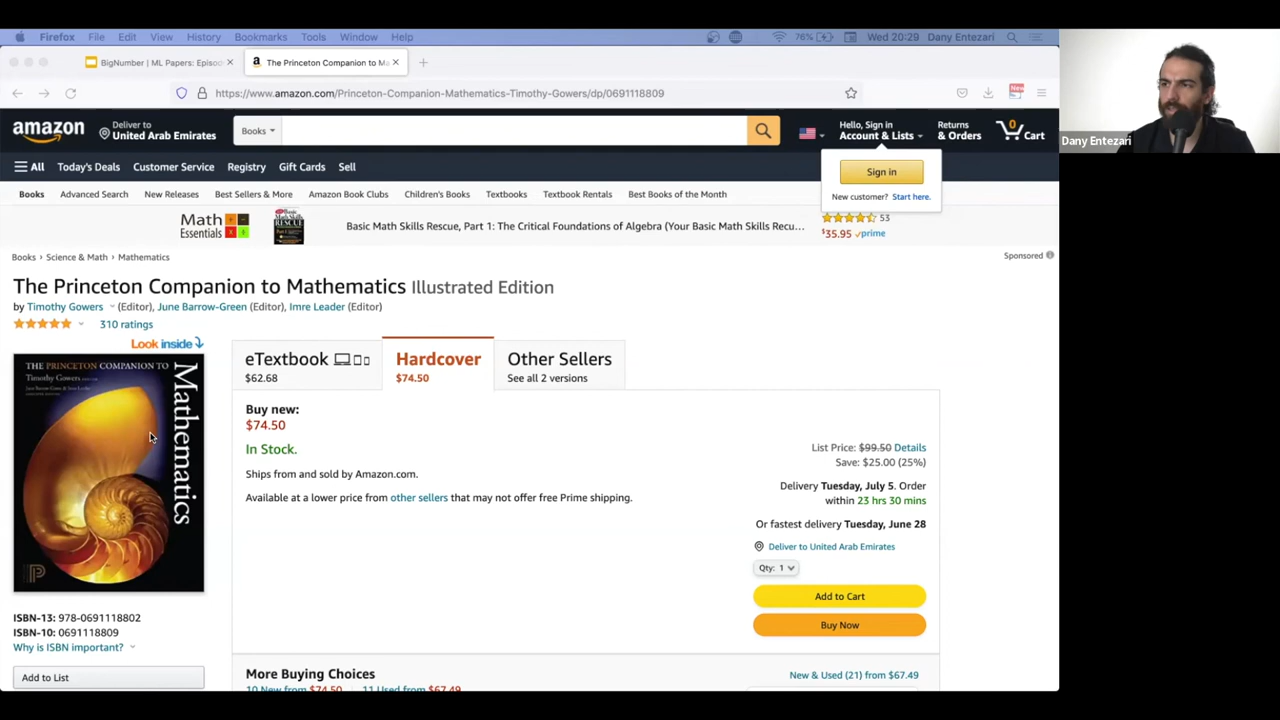 Firefox File Edit View History Bookmarks Tools Window Help 76% Wed 20:29 Dany Entezari
BigNumber | ML Papers: Episod
The Princeton Companion to Ma
https://www.amazon.com/Princeton-Companion-Mathematics-Timothy-Gowers/dp/0691118809
New
Dany Entezari
amazon
Deliver to
United Arab Emirates
Books
Hello, Sign in
Account & Lists
Returns
& Orders
0
Cart
All Today's Deals Customer Service Registry Gift Cards Sell
Sign in
New customer? Start here.
Books Advanced Search New Releases Best Sellers & More Amazon Book Clubs Children's Books Textbooks Textbook Rentals Best Books of the Month
Math
Essentials
Basic Math Skills Rescue, Part 1: The Critical Foundations of Algebra (Your Basic Math Skills Recu...
53
$35.95 prime
Books › Science & Math › Mathematics
Sponsored
The Princeton Companion to Mathematics Illustrated Edition
by Timothy Gowers (Editor), June Barrow-Green (Editor), Imre Leader (Editor)
310 ratings
Look inside
THE PRINCETON COMPANION TO
Mathematics
Timothy Gowers
eTextbook
$62.68
Hardcover
$74.50
Other Sellers
See all 2 versions
Buy new:
$74.50
In Stock.
Ships from and sold by Amazon.com.
Available at a lower price from other sellers that may not offer free Prime shipping.
List Price: $99.50 Details
Save: $25.00 (25%)
Delivery Tuesday, July 5. Order
within 23 hrs 30 mins
Or fastest delivery Tuesday, June 28
Deliver to United Arab Emirates
Qty: 1
Add to Cart
Buy Now
ISBN-13: 978-0691118802
ISBN-10: 0691118809
Why is ISBN important?
Add to List
More Buying Choices
10 New from $74.50 11 Used from $67.49
New & Used (21) from $67.49